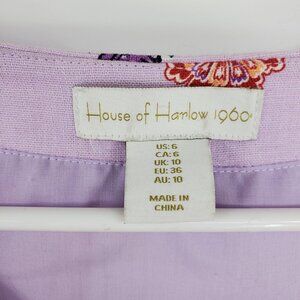 House of Harlow 1960
US: 6
CA: 6
UK: 10
EU: 36
AU: 10
MADE IN
CHINA